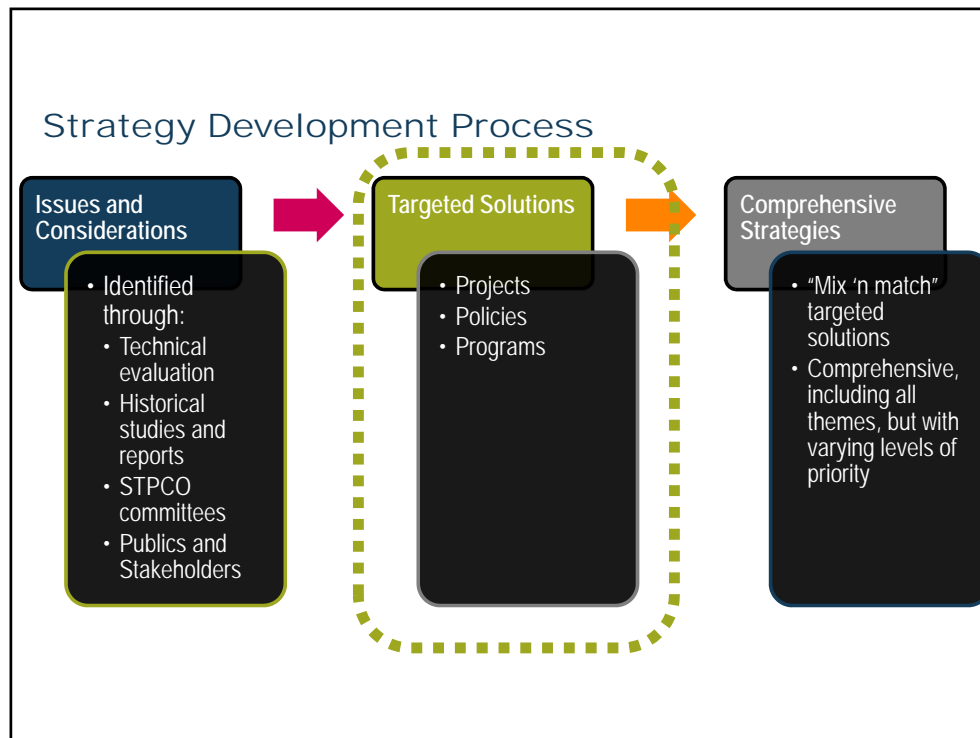 Strategy Development Process
Issues and
Considerations
• Identified
through:
• Technical
evaluation
• Historical
studies and
reports
• STPCO
committees
• Publics and
Stakeholders
Targeted Solutions
• Projects
• Policies
• Programs
Comprehensive
Strategies
• “Mix ‘n match”
targeted
solutions
• Comprehensive,
including all
themes, but with
varying levels of
priority